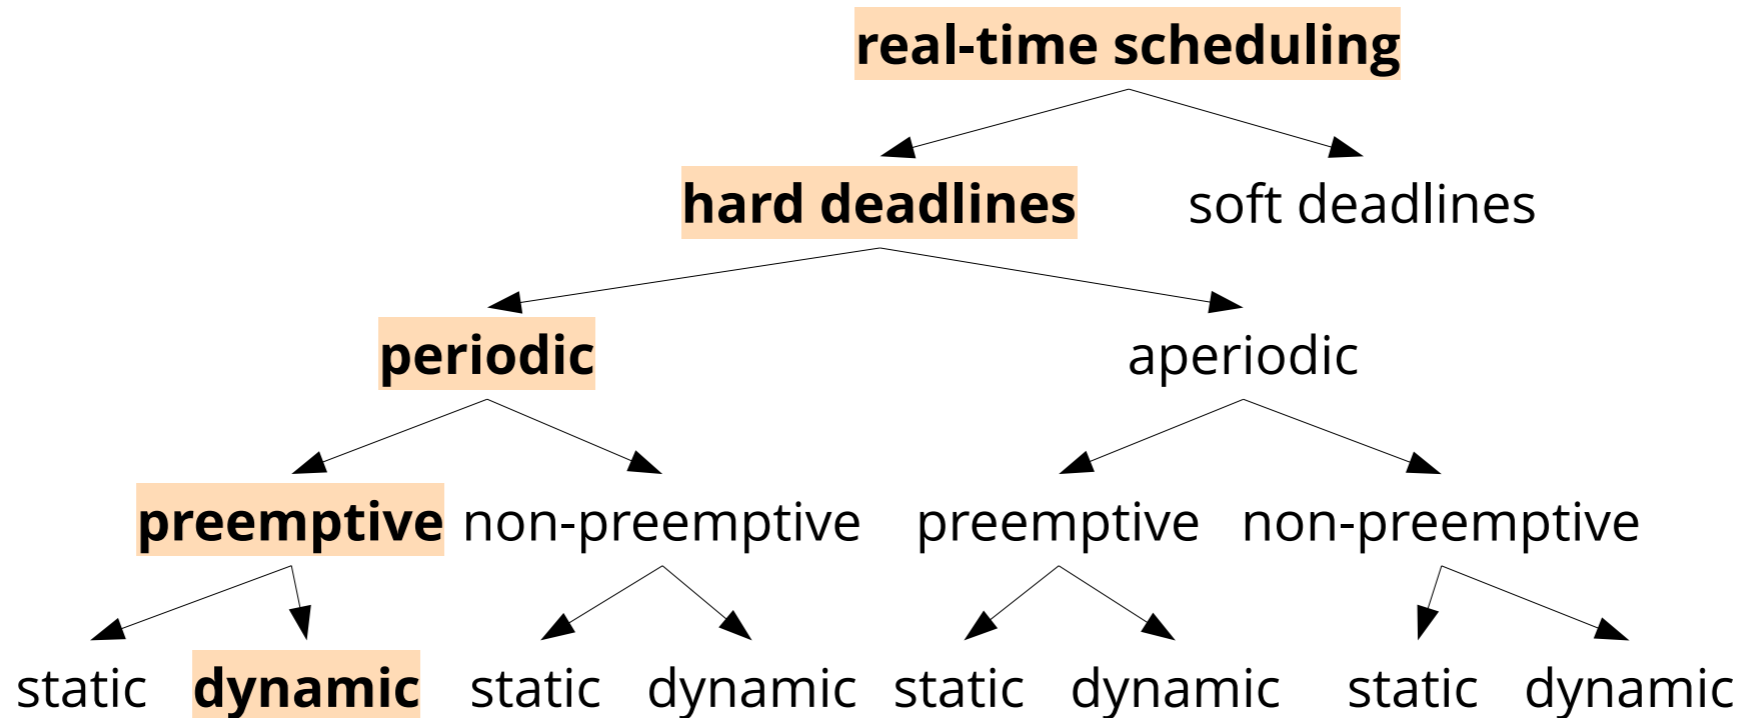 real-time scheduling
hard deadlines soft deadlines
periodic aperiodic
preemptive non-preemptive preemptive non-preemptive
static dynamic static dynamic static dynamic static dynamic